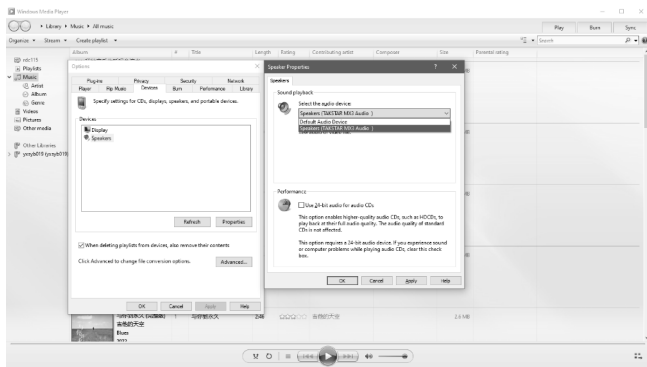 Windows Media Player
Library ▸ Music ▸ All music
Play
Burn
Sync
Organize
Stream
Create playlist
Search
Album
#
Title
Length
Rating
Contributing artist
Composer
Size
Parental rating
Playlists
Music
Artist
Album
Genre
Videos
Pictures
Other media
Other Libraries
Options
Plug-ins
Privacy
Security
Network
Player
Rip Music
Devices
Burn
Performance
Library
Specify settings for CDs, displays, speakers, and portable devices.
Devices
Display
Speakers
Refresh
Properties
When deleting playlists from devices, also remove their contents
Click Advanced to change file conversion options.
Advanced...
OK
Cancel
Apply
Help
Speaker Properties
Speakers
Sound playback
Select the audio device:
Speakers (TAKSTAR MX3 Audio )
Default Audio Device
Speakers (TAKSTAR MX3 Audio )
Performance
Use 24-bit audio for audio CDs
This option enables higher-quality audio CDs, such as HDCDs, to
play back at their full audio quality. The audio quality of standard
CDs is not affected.
This option requires a 24-bit audio device. If you experience sound
or computer problems while playing audio CDs, clear this check
box.
OK
Cancel
Apply
Help
1
2:46
吉他的天空
2.6 MB
吉他的天空
Blues
2022